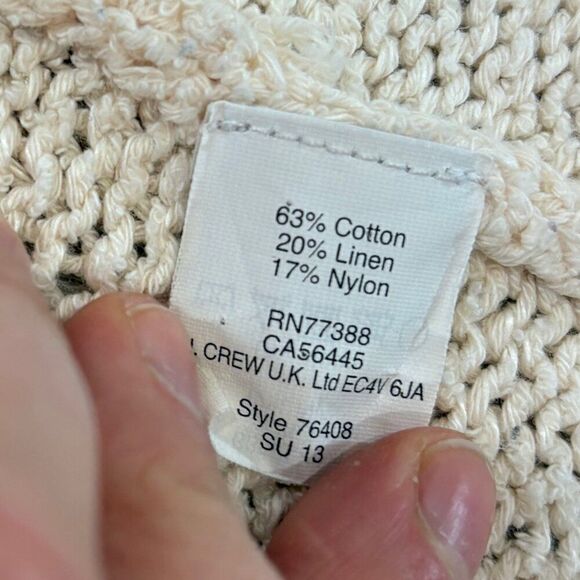 63% Cotton
20% Linen
17% Nylon
RN77388
CA56445
. CREW U.K. Ltd EC4V 6JA
Style 76408
SU 13